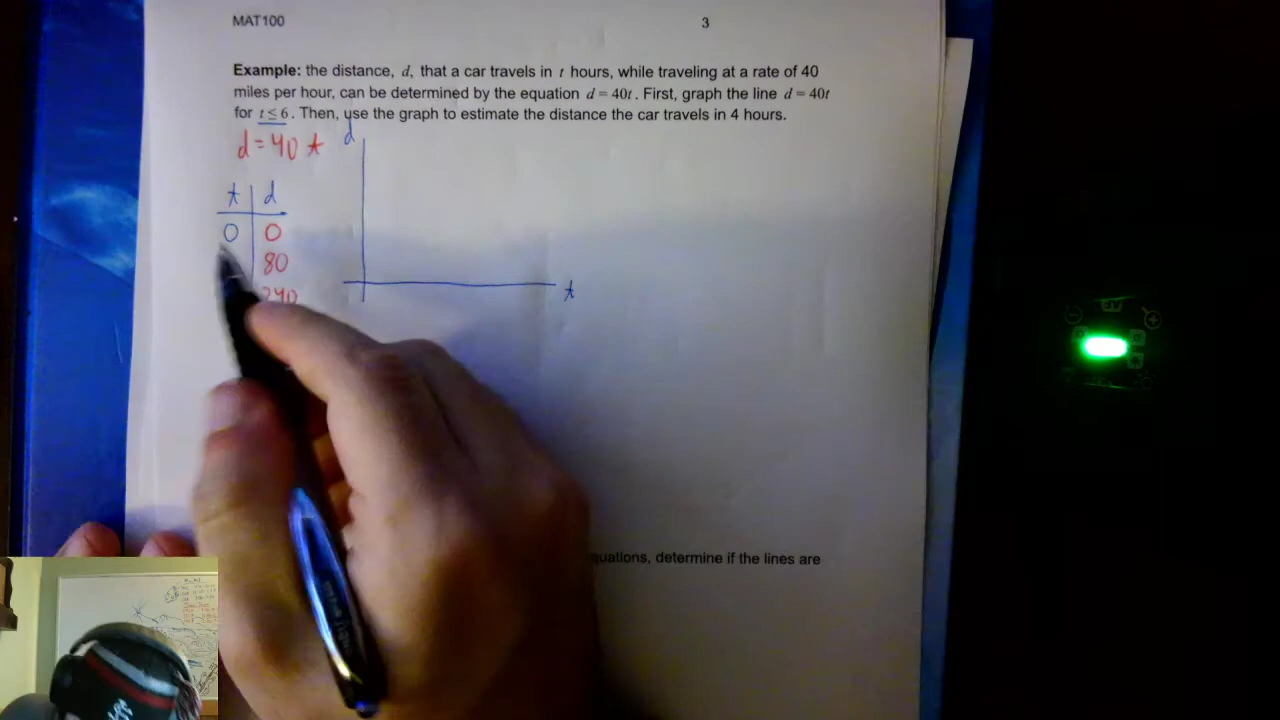 MAT100 3
Example: the distance, d, that a car travels in t hours, while traveling at a rate of 40
miles per hour, can be determined by the equation d = 40t. First, graph the line d = 40t
for t ≤ 6. Then, use the graph to estimate the distance the car travels in 4 hours.
d = 40 t
d
t d
0 0
80
240
t
equations, determine if the lines are